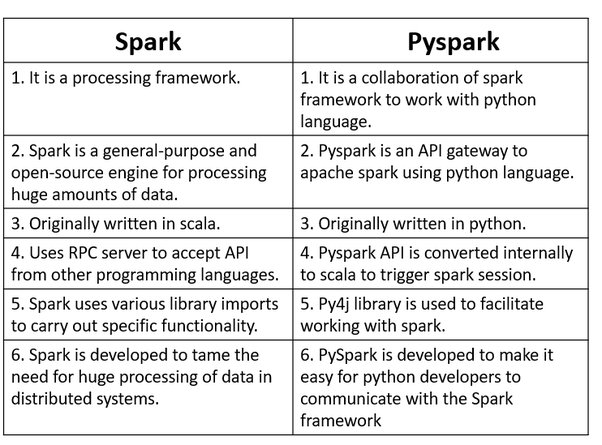 Spark
Pyspark
1. It is a processing framework.
1. It is a collaboration of spark
framework to work with python
language.
2. Spark is a general-purpose and
open-source engine for processing
huge amounts of data.
2. Pyspark is an API gateway to
apache spark using python language.
3. Originally written in scala.
3. Originally written in python.
4. Uses RPC server to accept API
from other programming languages.
4. Pyspark API is converted internally
to scala to trigger spark session.
5. Spark uses various library imports
to carry out specific functionality.
5. Py4j library is used to facilitate
working with spark.
6. Spark is developed to tame the
need for huge processing of data in
distributed systems.
6. PySpark is developed to make it
easy for python developers to
communicate with the Spark
framework